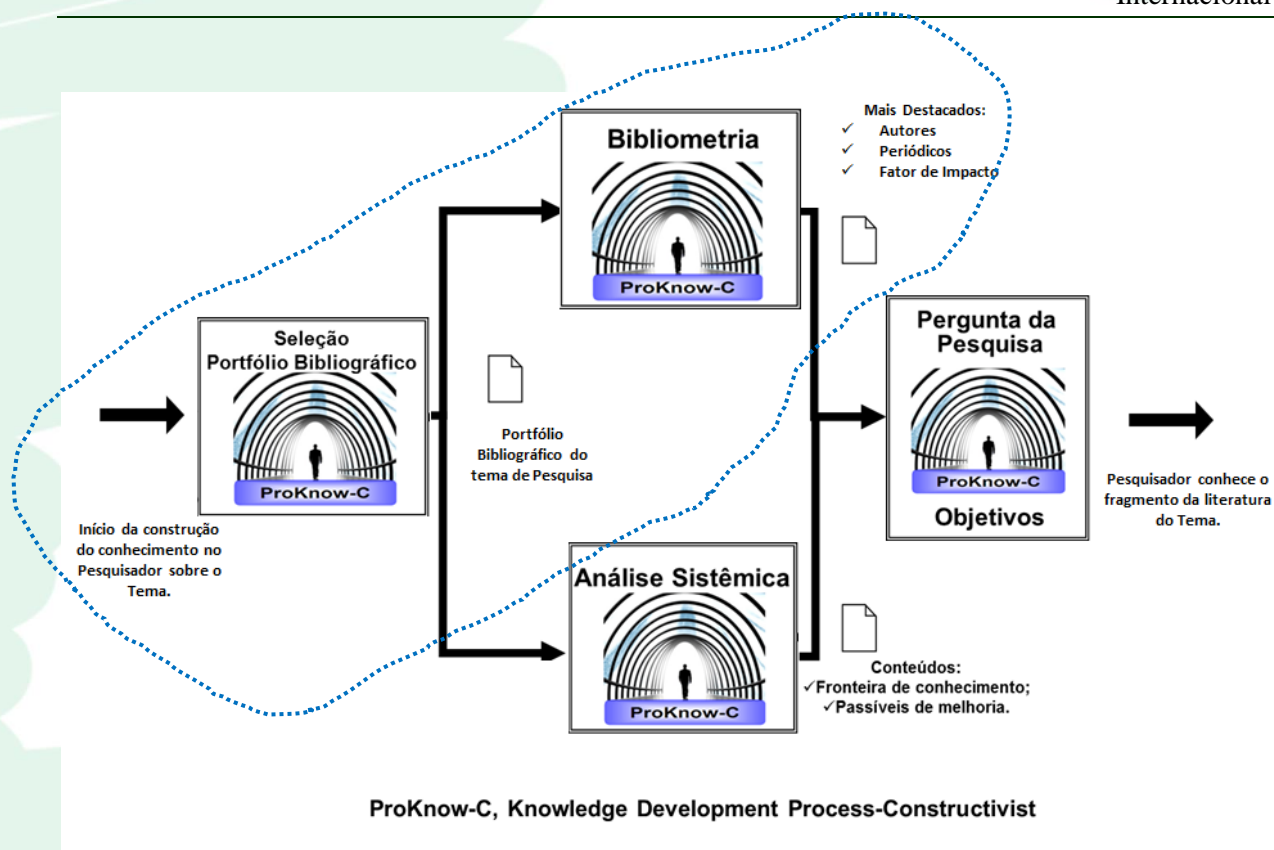 Internacional
Mais Destacados:
✓ Autores
✓ Periódicos
✓ Fator de Impacto
Bibliometria
ProKnow-C
Seleção
Portfólio Bibliográfico
ProKnow-C
Início da construção
do conhecimento no
Pesquisador sobre o
Tema.
Portfólio
Bibliográfico do
tema de Pesquisa
Pergunta da
Pesquisa
ProKnow-C
Objetivos
Pesquisador conhece o
fragmento da literatura
do Tema.
Análise Sistêmica
ProKnow-C
Conteúdos:
✓Fronteira de conhecimento;
✓Passíveis de melhoria.
ProKnow-C, Knowledge Development Process-Constructivist